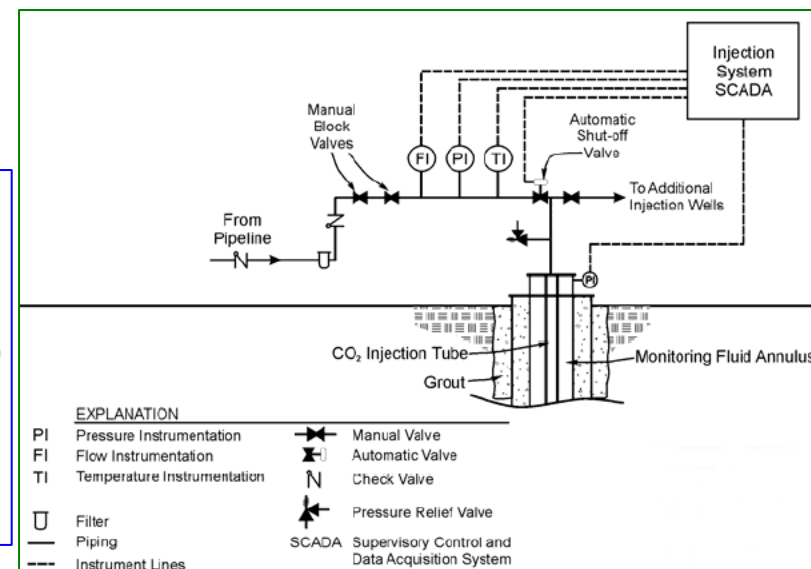 Injection
System
SCADA
Manual
Block
Valves
Automatic
Shut-off
Valve
FI
PI
TI
To Additional
Injection Wells
From
Pipeline
PI
CO₂ Injection Tube
Monitoring Fluid Annulus
Grout
EXPLANATION
PI Pressure Instrumentation
Manual Valve
FI Flow Instrumentation
Automatic Valve
TI Temperature Instrumentation
Check Valve
Filter
Pressure Relief Valve
Piping
SCADA Supervisory Control and
Data Acquisition System
Instrument Lines